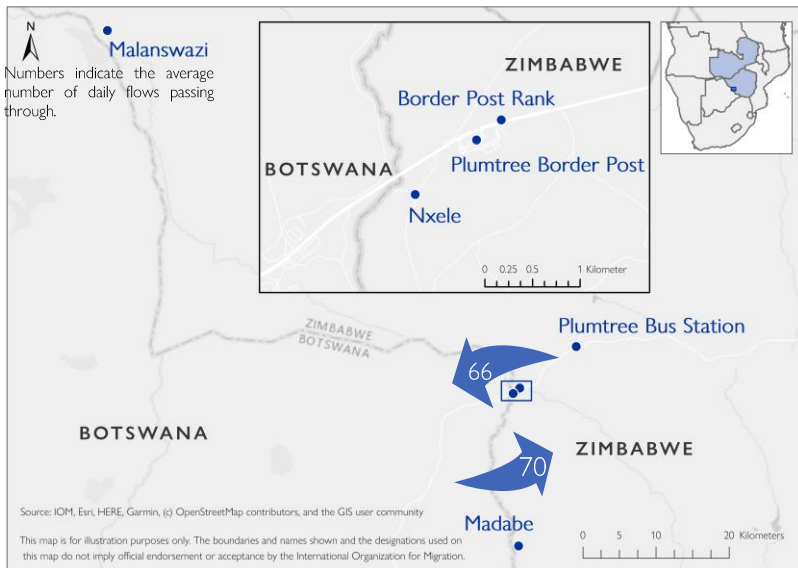 N
Malanswazi
Numbers indicate the average
number of daily flows passing
through.
ZIMBABWE
Border Post Rank
Plumtree Border Post
BOTSWANA
Nxele
0 0.25 0.5 1 Kilometer
Plumtree Bus Station
ZIMBABWE
BOTSWANA
66
BOTSWANA
ZIMBABWE
70
Source: IOM, Esri, HERE, Garmin, (c) OpenStreetMap contributors, and the GIS user community
Madabe
This map is for illustration purposes only. The boundaries and names shown and the designations used on
this map do not imply official endorsement or acceptance by the International Organization for Migration.
0 5 10 20 Kilometers